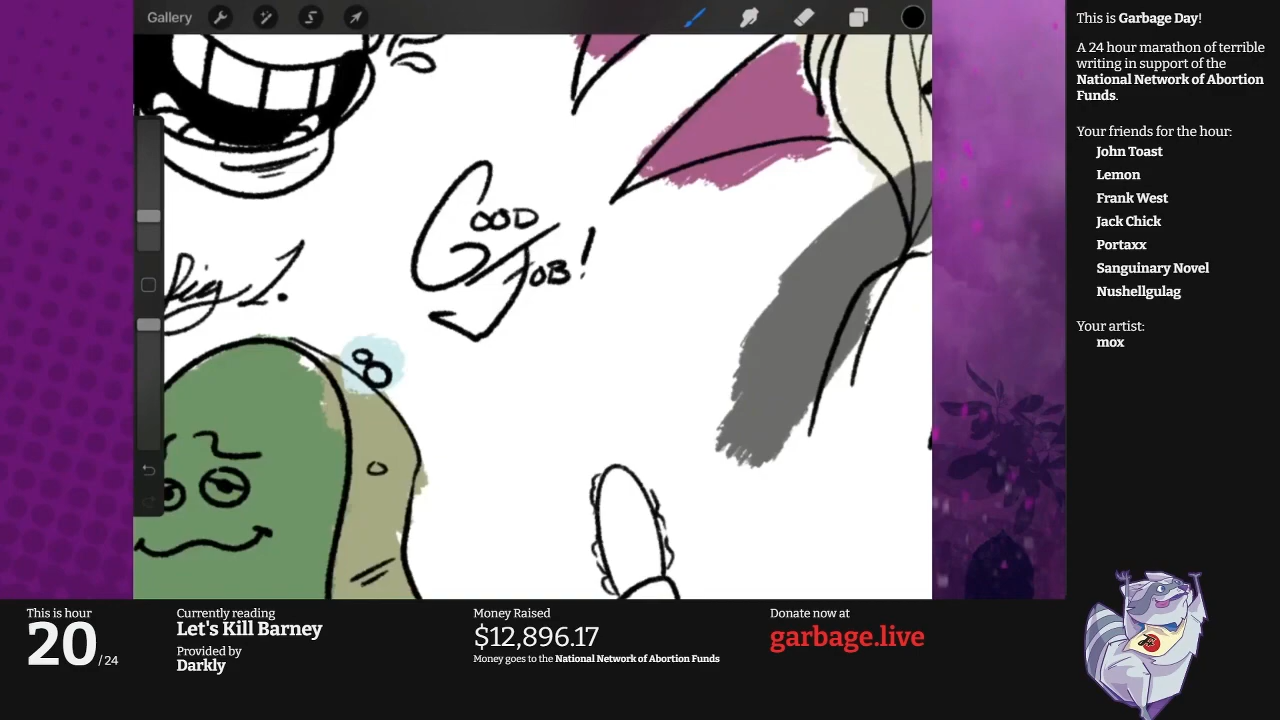 Gallery
GOOD
JOB!
fig 1.
This is Garbage Day!
A 24 hour marathon of terrible
writing in support of the
National Network of Abortion
Funds.
Your friends for the hour:
John Toast
Lemon
Frank West
Jack Chick
Portaxx
Sanguinary Novel
Nushellgulag
Your artist:
mox
This is hour
20 / 24
Currently reading
Let's Kill Barney
Provided by
Darkly
Money Raised
$12,896.17
Money goes to the National Network of Abortion Funds
Donate now at
garbage.live